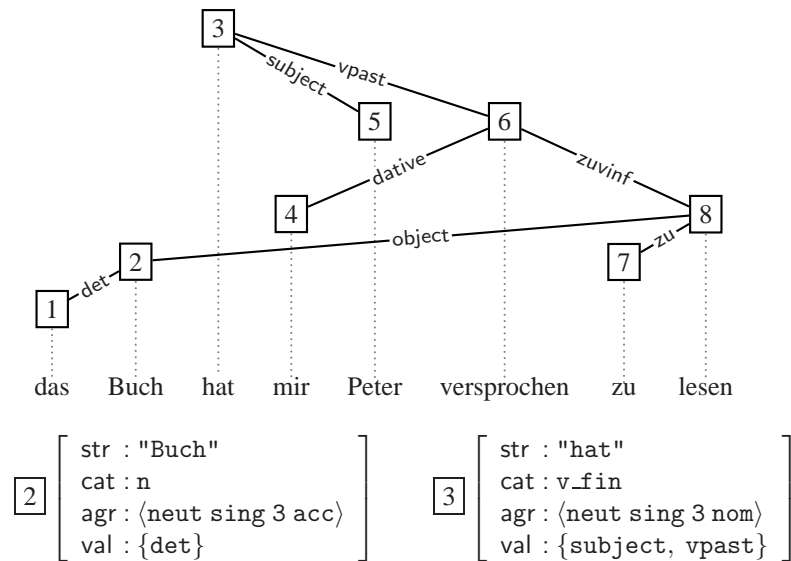 3
subject
vpast
5
6
dative
zuvinf
4
8
object
zu
2
7
det
1
das Buch hat mir Peter versprochen zu lesen
2 str : "Buch"
cat : n
agr : ⟨neut sing 3 acc⟩
val : {det}
3 str : "hat"
cat : v_fin
agr : ⟨neut sing 3 nom⟩
val : {subject, vpast}